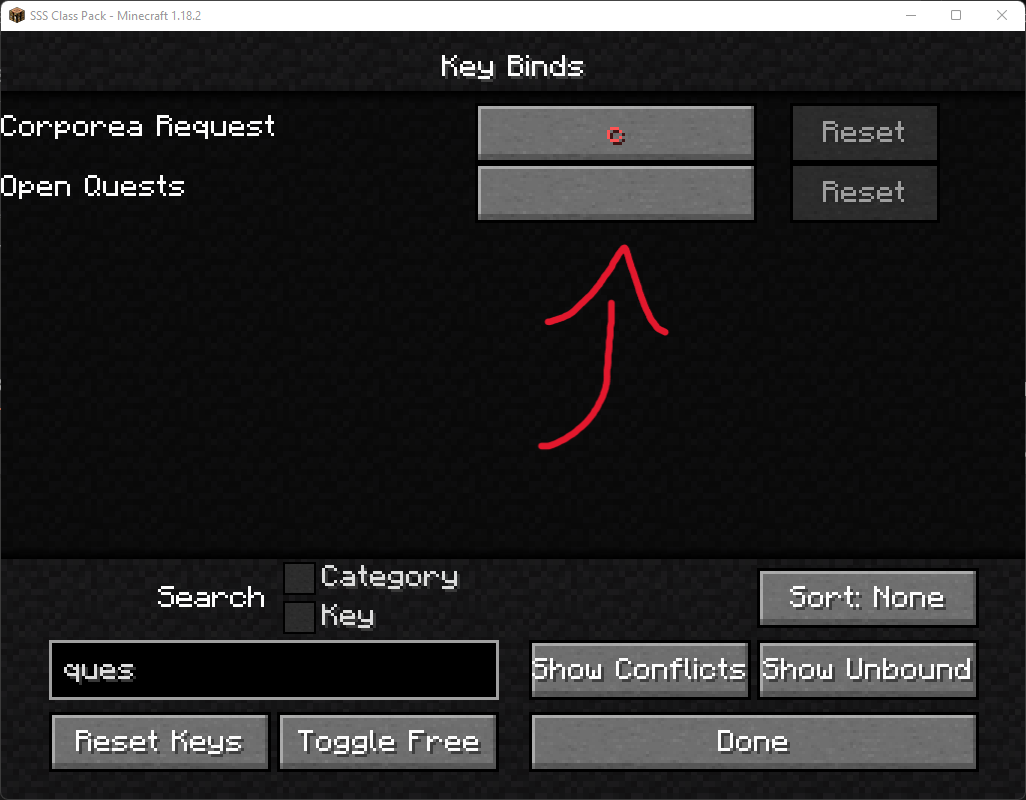 SSS Class Pack - Minecraft 1.18.2
Key Binds
Corporea Request c Reset
Open Quests Reset
Search Category
Key
Sort: None
ques Show Conflicts Show Unbound
Reset Keys Toggle Free Done